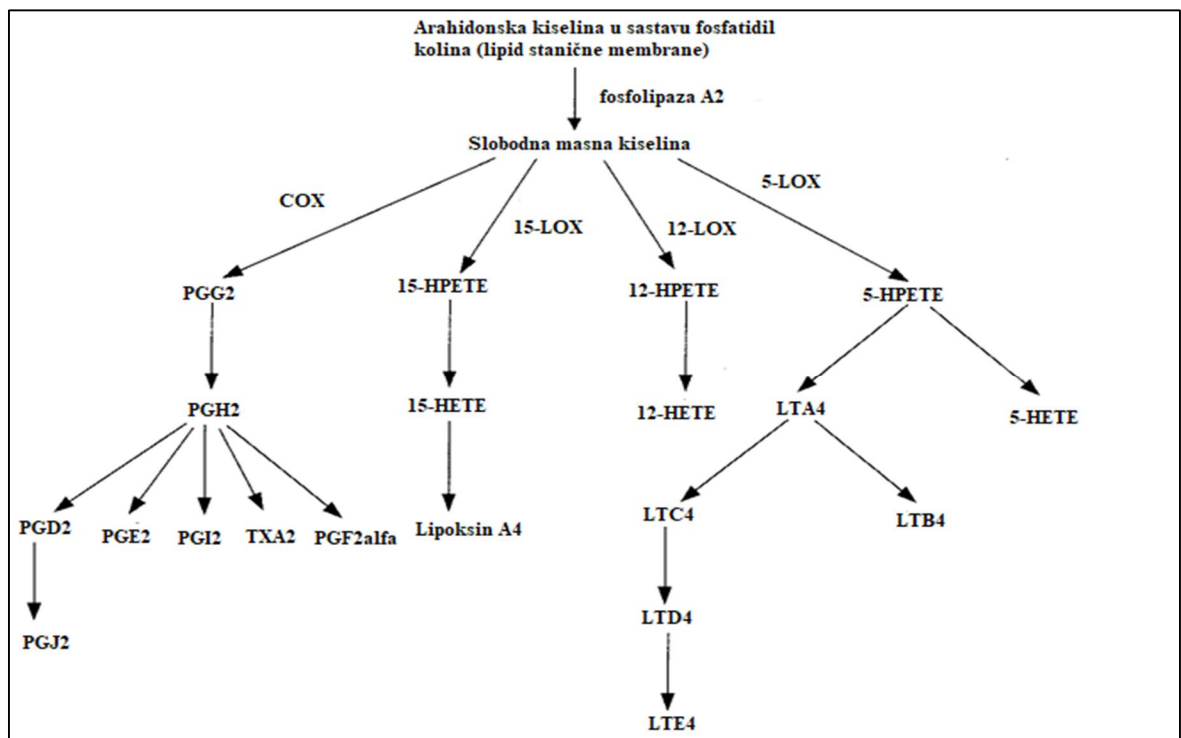 Arahidonska kiselina u sastavu fosfatidil
kolina (lipid stanične membrane)
fosfolipaza A2
Slobodna masna kiselina
COX
15-LOX
12-LOX
5-LOX
PGG2
15-HPETE
12-HPETE
5-HPETE
PGH2
15-HETE
12-HETE
LTA4
5-HETE
PGD2
PGE2
PGI2
TXA2
PGF2alfa
Lipoksin A4
LTC4
LTB4
PGJ2
LTD4
LTE4